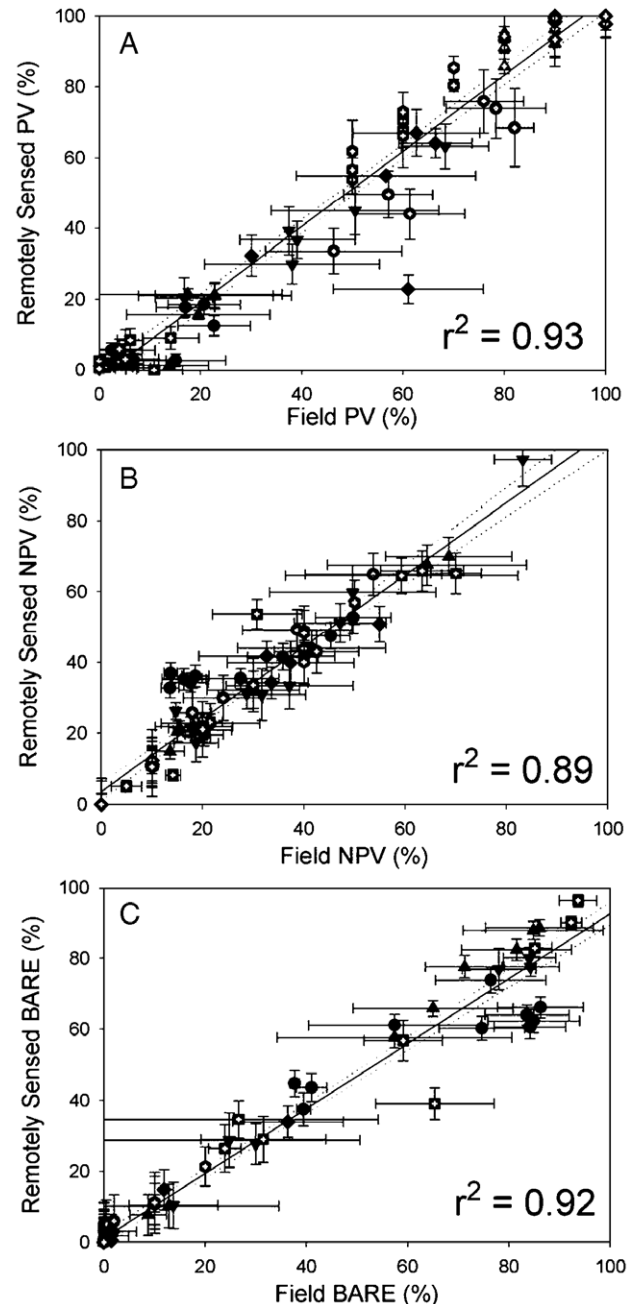 A
100
80
60
40
20
0
Remotely Sensed PV (%)
r² = 0.93
0 20 40 60 80 100
Field PV (%)
B
100
80
60
40
20
0
Remotely Sensed NPV (%)
r² = 0.89
0 20 40 60 80 100
Field NPV (%)
C
100
80
60
40
20
0
Remotely Sensed BARE (%)
r² = 0.92
0 20 40 60 80 100
Field BARE (%)